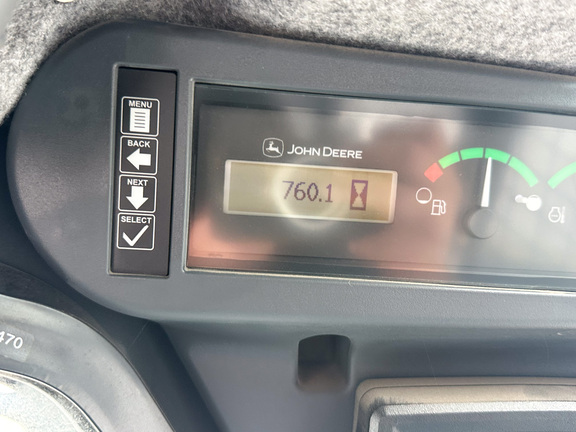 MENU
BACK
NEXT
SELECT
JOHN DEERE
760.1
470